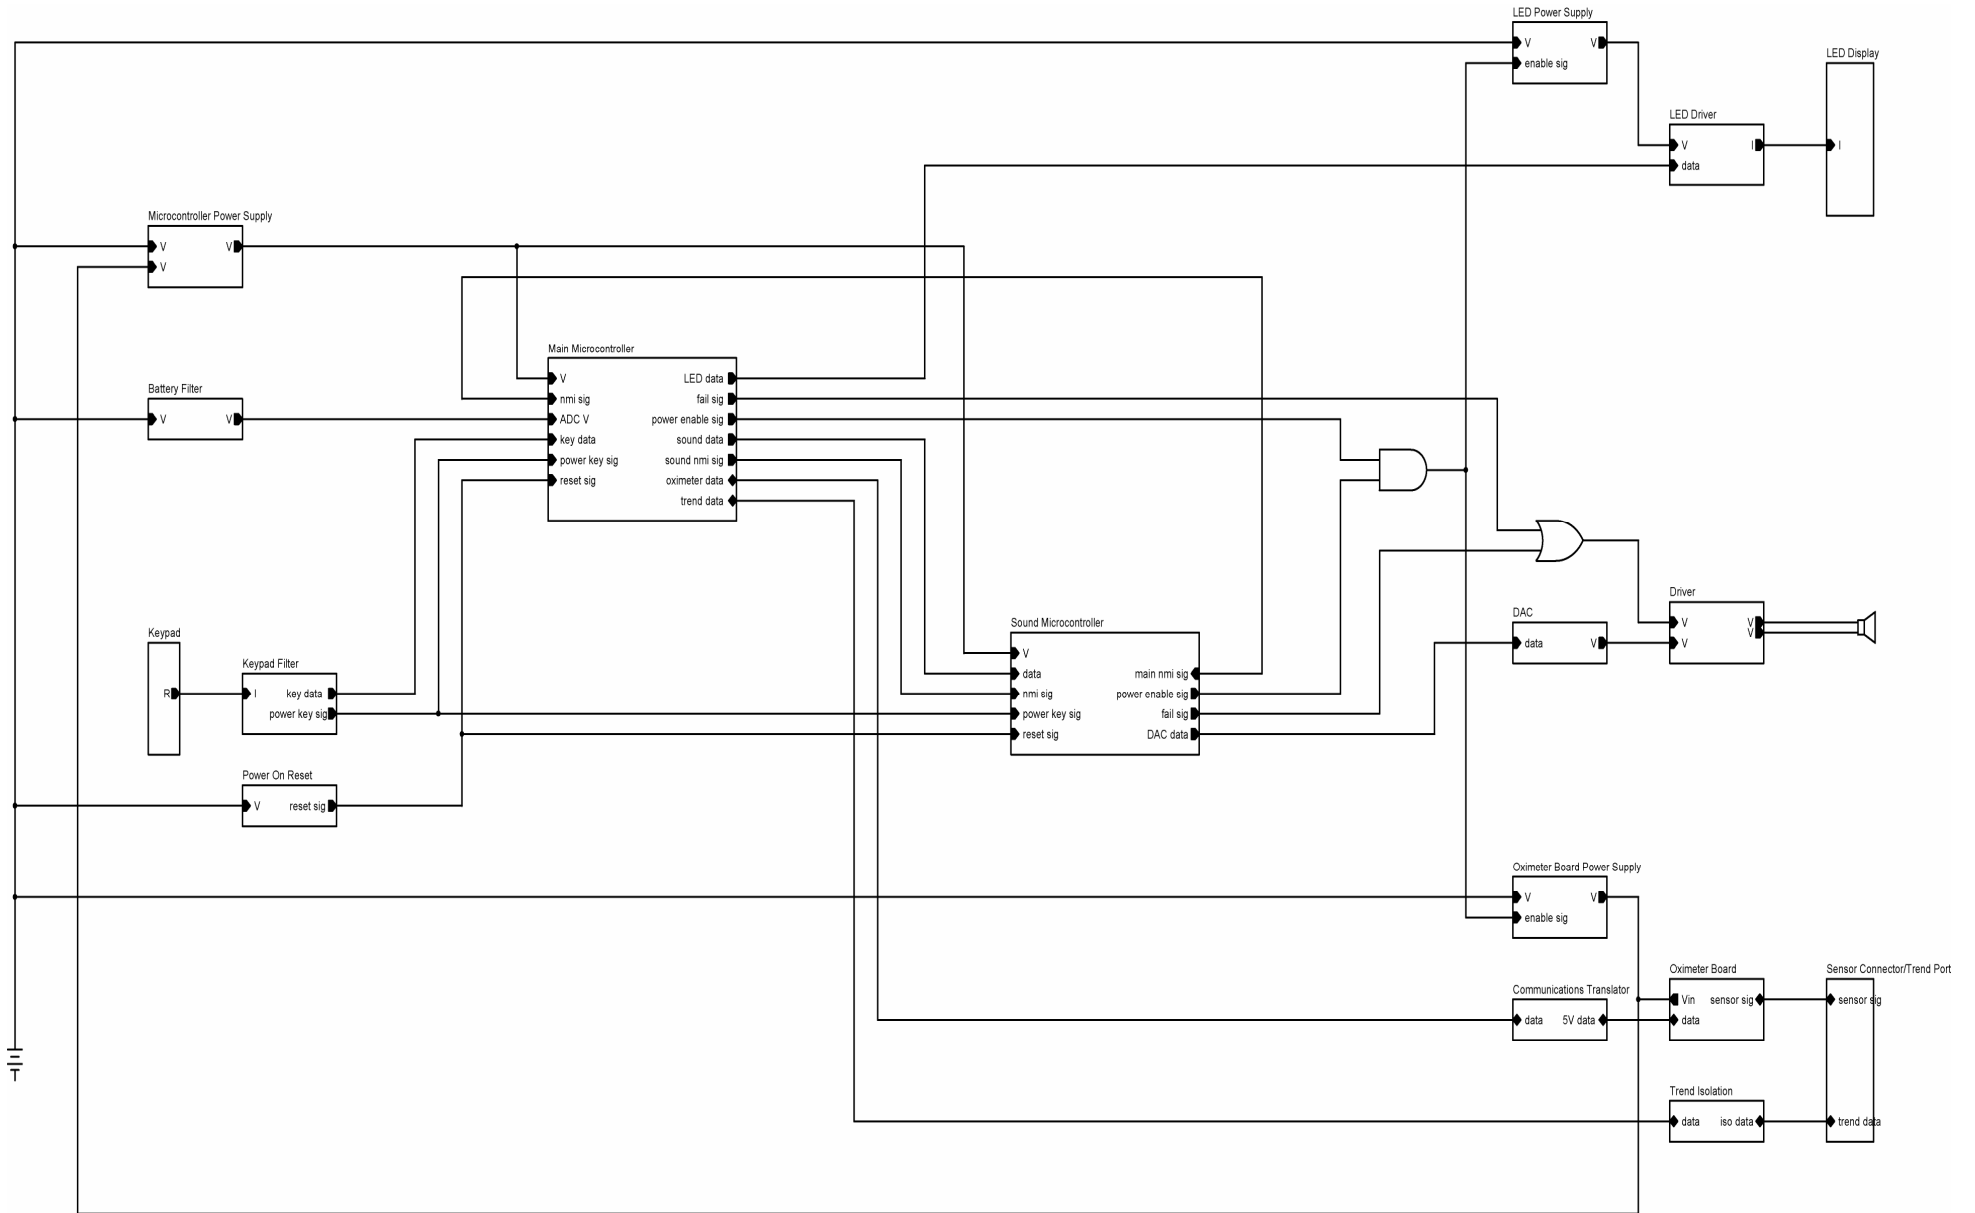 LED Power Supply
V V
enable sig
LED Display
I
LED Driver
V I
data
Microcontroller Power Supply
V V
V
Main Microcontroller
V LED data
nmi sig fail sig
ADC V power enable sig
key data sound data
power key sig sound nmi sig
reset sig oximeter data
trend data
Battery Filter
V V
Keypad
R
Keypad Filter
I key data
power key sig
Power On Reset
V reset sig
Sound Microcontroller
V
data main nmi sig
nmi sig power enable sig
power key sig fail sig
reset sig DAC data
DAC
data V
Driver
V V
V V
Oximeter Board Power Supply
V V
enable sig
Communications Translator
data 5V data
Oximeter Board
Vin sensor sig
data
Sensor Connector/Trend Port
sensor sig
trend data
Trend Isolation
data iso data